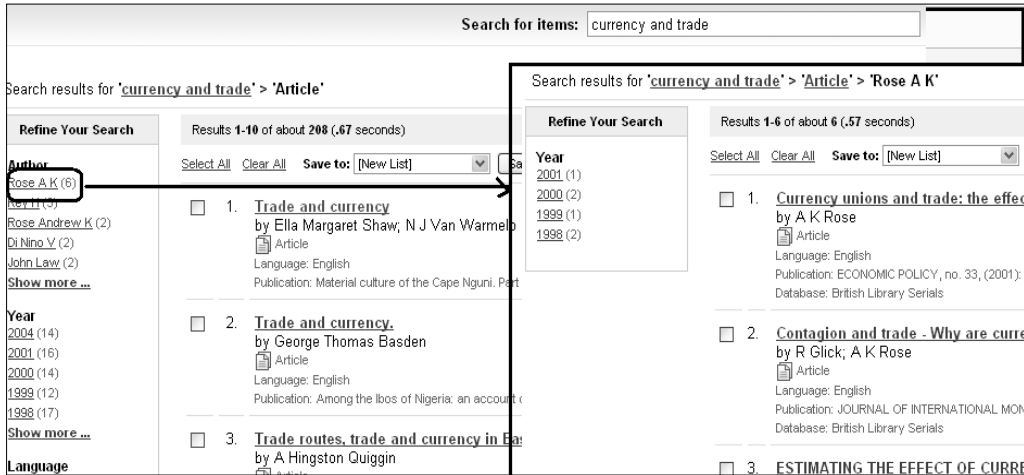 Search for items: currency and trade
Search results for 'currency and trade' > 'Article'
Refine Your Search
Author
Rose A K (6)
Rey H (3)
Rose Andrew K (2)
Di Nino V (2)
John Law (2)
Show more ...
Year
2004 (14)
2001 (16)
2000 (14)
1999 (12)
1998 (17)
Show more ...
Language
Results 1-10 of about 208 (.67 seconds)
Select All Clear All Save to: [New List] Sa
1. Trade and currency
by Ella Margaret Shaw; N J Van Warmelo
Article
Language: English
Publication: Material culture of the Cape Nguni. Part
2. Trade and currency.
by George Thomas Basden
Article
Language: English
Publication: Among the Ibos of Nigeria: an account
3. Trade routes, trade and currency in Eas
by A Hingston Quiggin
Article
Search results for 'currency and trade' > 'Article' > 'Rose A K'
Refine Your Search
Year
2001 (1)
2000 (2)
1999 (1)
1998 (2)
Results 1-6 of about 6 (.57 seconds)
Select All Clear All Save to: [New List]
1. Currency unions and trade: the effec
by A K Rose
Article
Language: English
Publication: ECONOMIC POLICY, no. 33, (2001):
Database: British Library Serials
2. Contagion and trade - Why are curre
by R Glick; A K Rose
Article
Language: English
Publication: JOURNAL OF INTERNATIONAL MON
Database: British Library Serials
3. ESTIMATING THE EFFECT OF CURRE